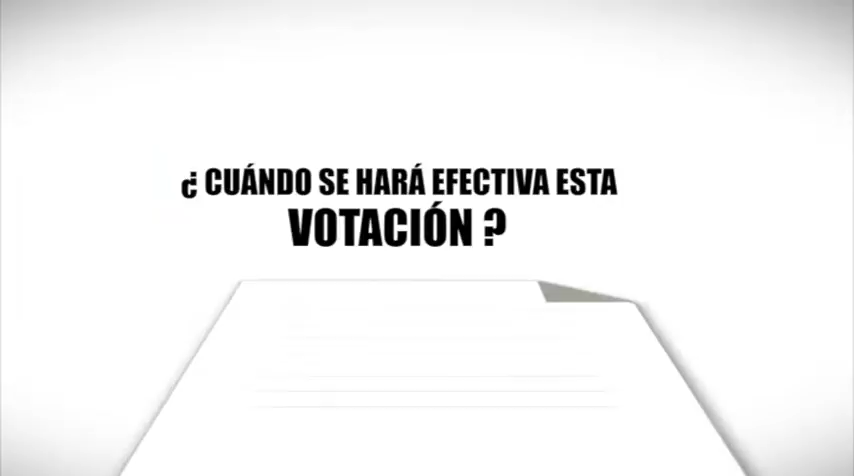 ¿ CUÁNDO SE HARÁ EFECTIVA ESTA
VOTACIÓN ?